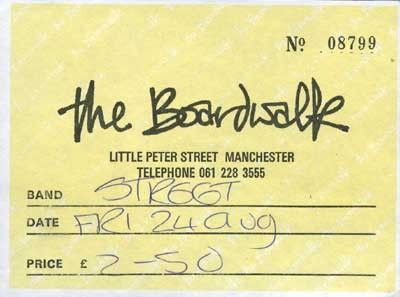 Nº 08799
the Boardwalk
LITTLE PETER STREET MANCHESTER
TELEPHONE 061 228 3555
BAND STREET
DATE FRI 24 aug
PRICE £ 2-50